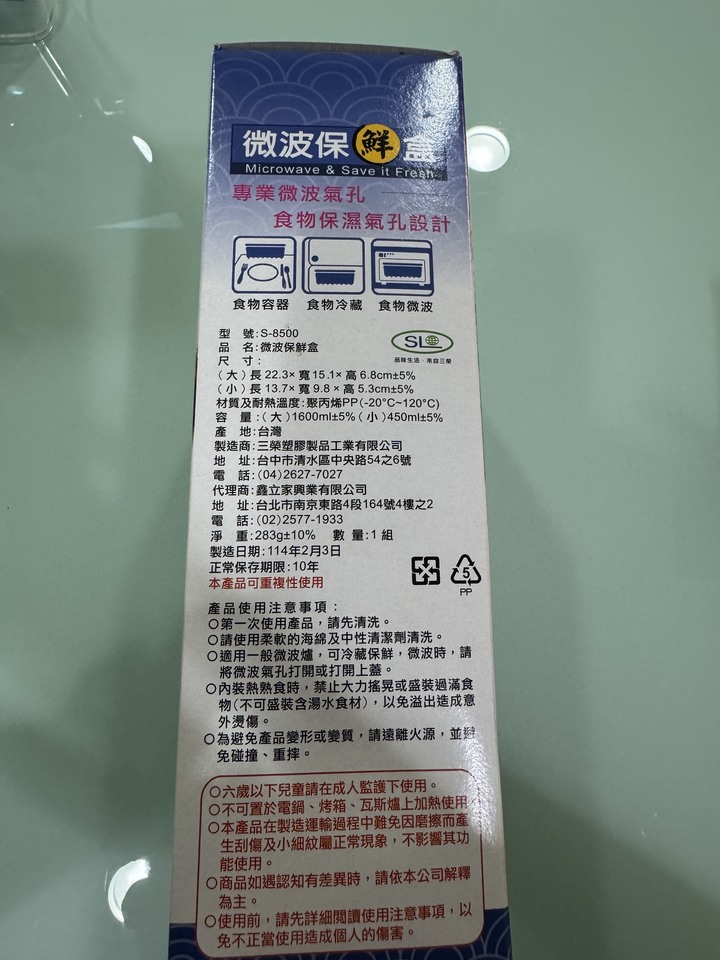 微波保鮮盒
Microwave & Save it Fresh
專業微波氣孔
食物保濕氣孔設計
食物容器 食物冷藏 食物微波
型 號:S-8500
品 名:微波保鮮盒
尺 寸:
(大)長22.3×寬15.1×高6.8cm±5%
(小)長13.7×寬9.8×高5.3cm±5%
SL
品味生活·來自三榮
材質及耐熱溫度:聚丙烯PP(-20°C~120°C)
容 量:(大)1600ml±5%(小)450ml±5%
產 地:台灣
製造商:三榮塑膠製品工業有限公司
地 址:台中市清水區中央路54之6號
電 話:(04)2627-7027
代理商:鑫立家興業有限公司
地 址:台北市南京東路4段164號4樓之2
電 話:(02)2577-1933
淨 重:283g±10% 數 量:1 組
製造日期:114年2月3日
正常保存期限:10年
本產品可重複性使用
5
PP
產品使用注意事項:
○第一次使用產品,請先清洗。
○請使用柔軟的海綿及中性清潔劑清洗。
○適用一般微波爐,可冷藏保鮮,微波時,請
將微波氣孔打開或打開上蓋。
○內裝熱熟食時,禁止大力搖晃或盛裝過滿食
物(不可盛裝含湯水食材),以免溢出造成意
外燙傷。
○為避免產品變形或變質,請遠離火源,並避
免碰撞、重摔。
○六歲以下兒童請在成人監護下使用。
○不可置於電鍋、烤箱、瓦斯爐上加熱使用
○本產品在製造運輸過程中難免因磨擦而產
生刮傷及小細紋屬正常現象,不影響其功
能使用。
○商品如遇認知有差異時,請依本公司解釋
為主。
○使用前,請先詳細閱讀使用注意事項,以
免不正當使用造成個人的傷害。